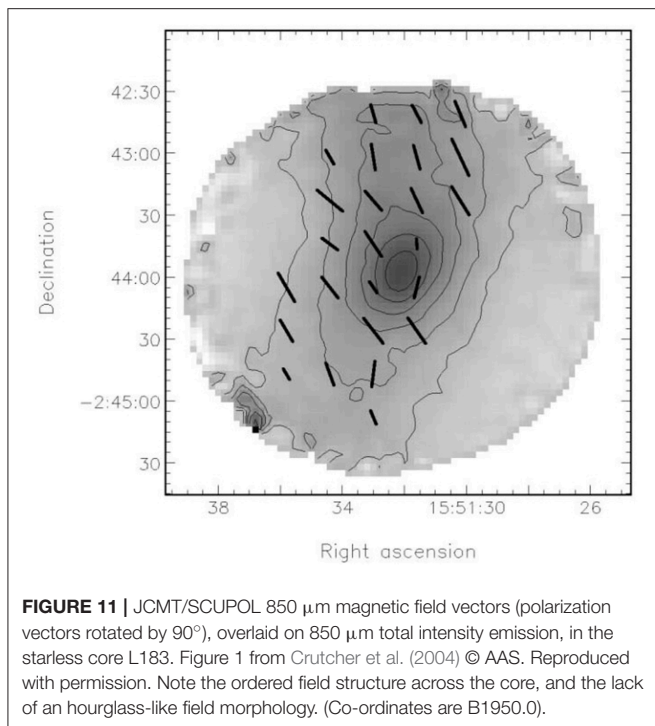 42:30
43:00
30
44:00
30
-2:45:00
30
Declination
38 34 15:51:30 26
Right ascension
FIGURE 11 | JCMT/SCUPOL 850 μm magnetic field vectors (polarization
vectors rotated by 90°), overlaid on 850 μm total intensity emission, in the
starless core L183. Figure 1 from Crutcher et al. (2004) © AAS. Reproduced
with permission. Note the ordered field structure across the core, and the lack
of an hourglass-like field morphology. (Co-ordinates are B1950.0).